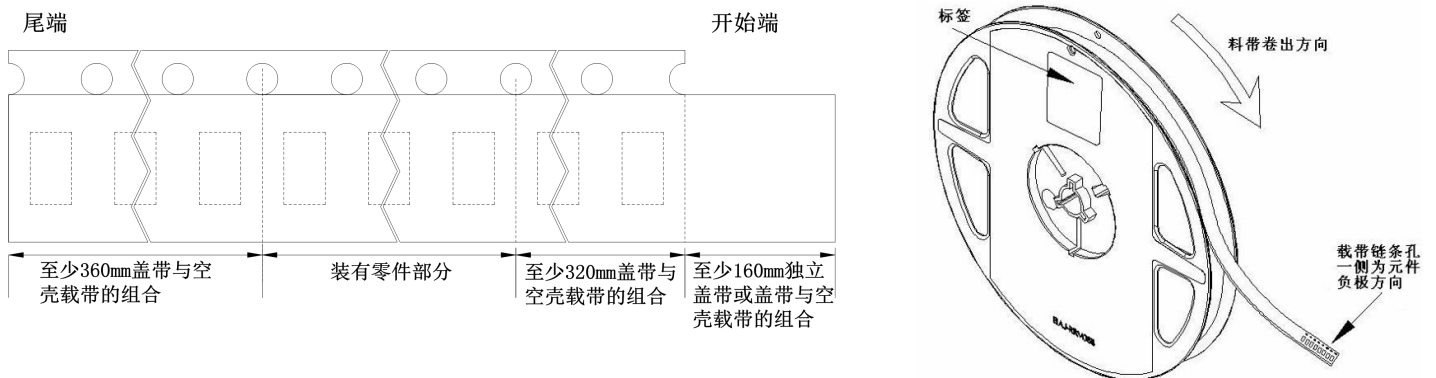 尾端
开始端
至少360mm盖带与空
壳载带的组合
装有零件部分
至少320mm盖带与
空壳载带的组合
至少160mm独立
盖带或盖带与空
壳载带的组合
标签
料带卷出方向
载带链条孔
一侧为元件
负极方向